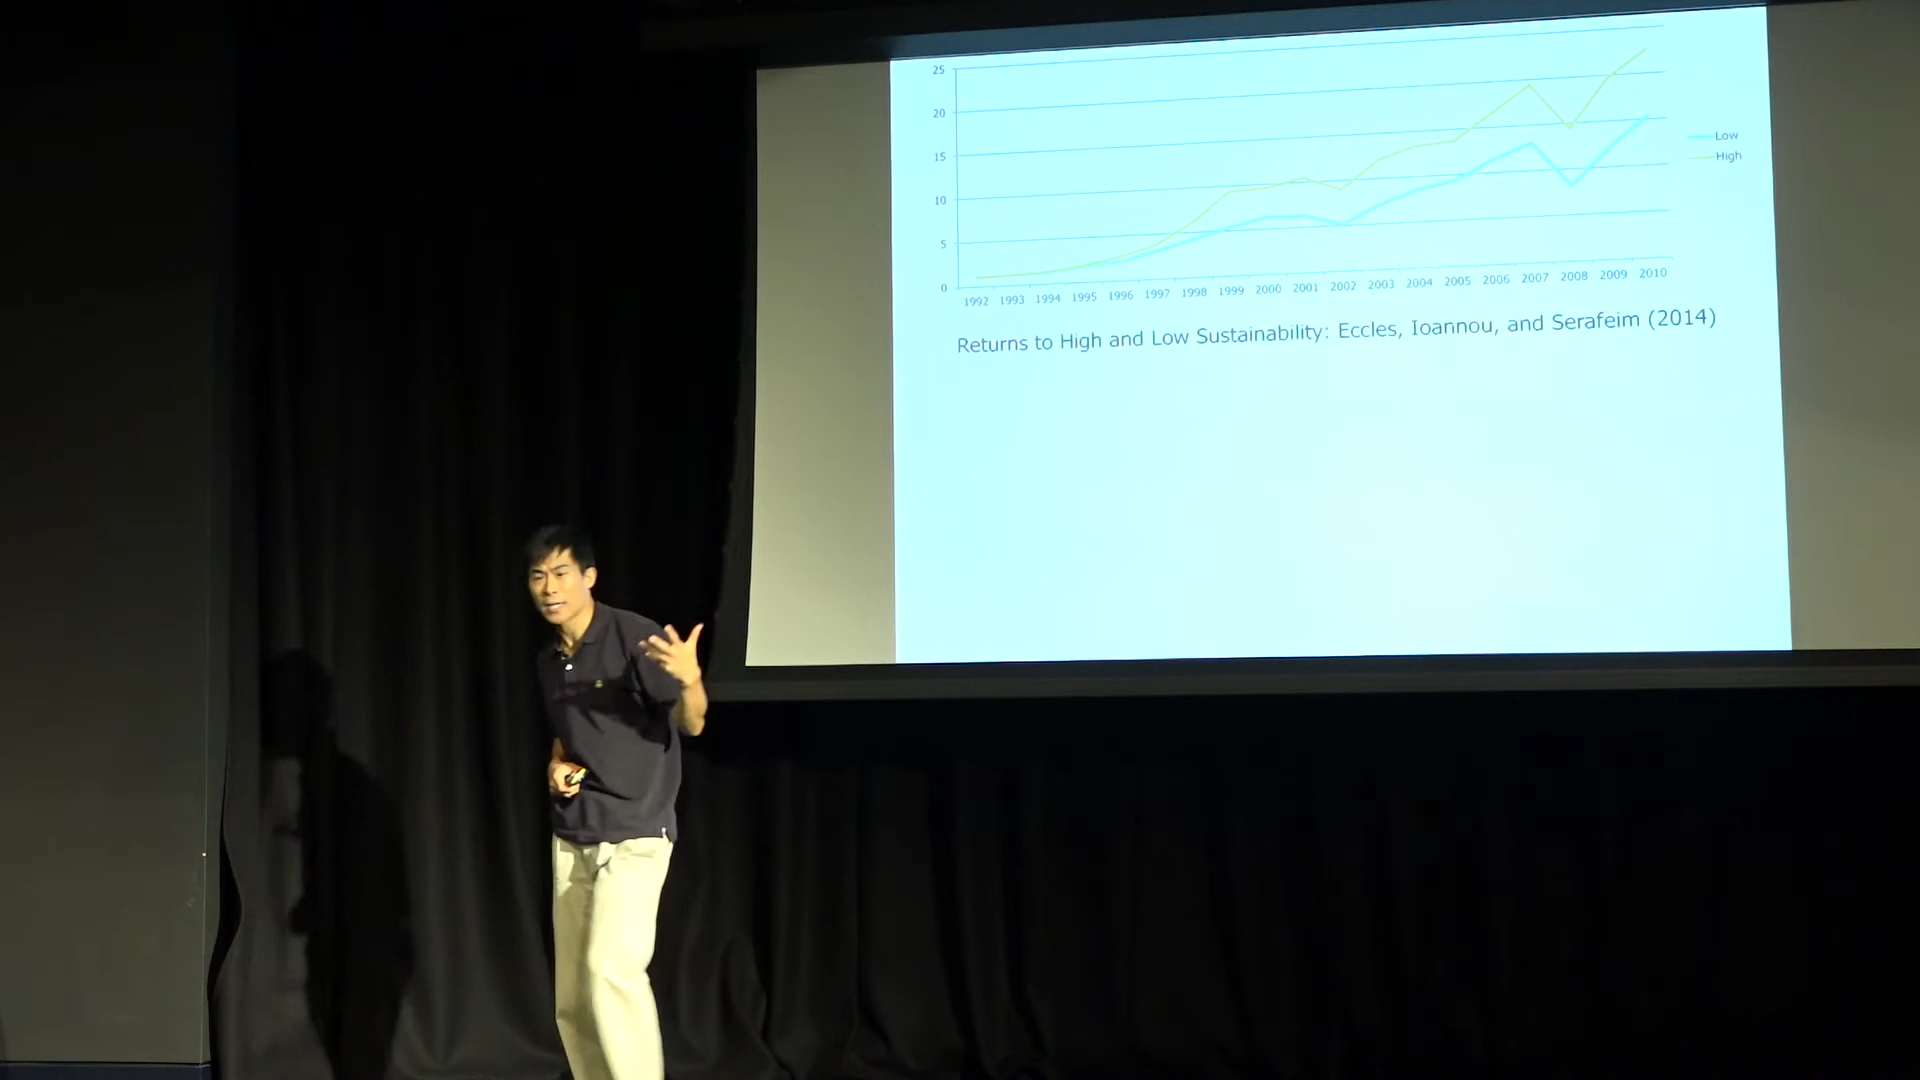 25
20
15
10
5
0
1992 1993 1994 1995 1996 1997 1998 1999 2000 2001 2002 2003 2004 2005 2006 2007 2008 2009 2010
Low
High
Returns to High and Low Sustainability: Eccles, Ioannou, and Serafeim (2014)